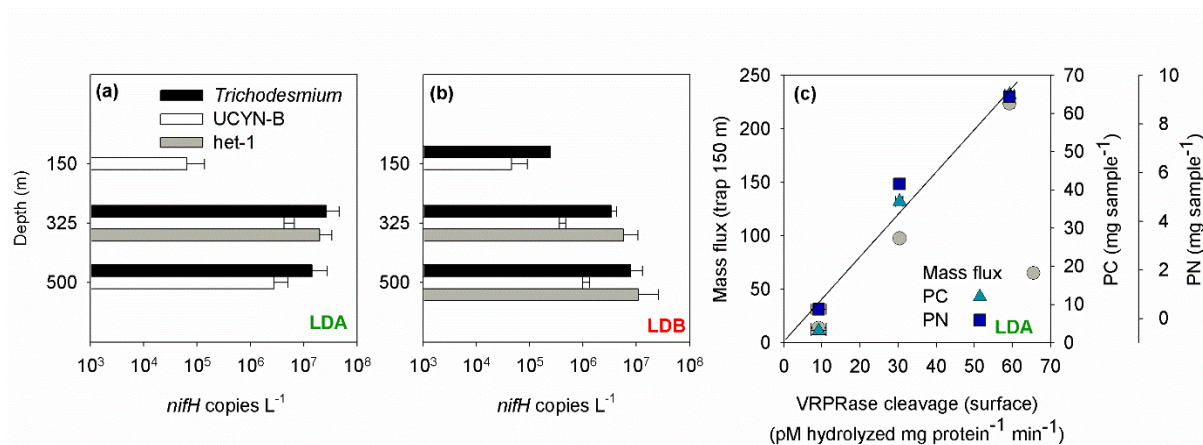 (a)
Trichodesmium
UCYN-B
het-1
Depth (m)
150
325
500
LDA
10³ 10⁴ 10⁵ 10⁶ 10⁷ 10⁸
nifH copies L⁻¹
(b)
LDB
10³ 10⁴ 10⁵ 10⁶ 10⁷ 10⁸
nifH copies L⁻¹
(c)
Mass flux (trap 150 m)
250
200
150
100
50
0
70
60
50
40
30
20
10
0
PC (mg sample⁻¹)
10
8
6
4
2
0
PN (mg sample⁻¹)
Mass flux
PC
PN
LDA
0 10 20 30 40 50 60 70
VRPRase cleavage (surface)
(pM hydrolyzed mg protein⁻¹ min⁻¹)